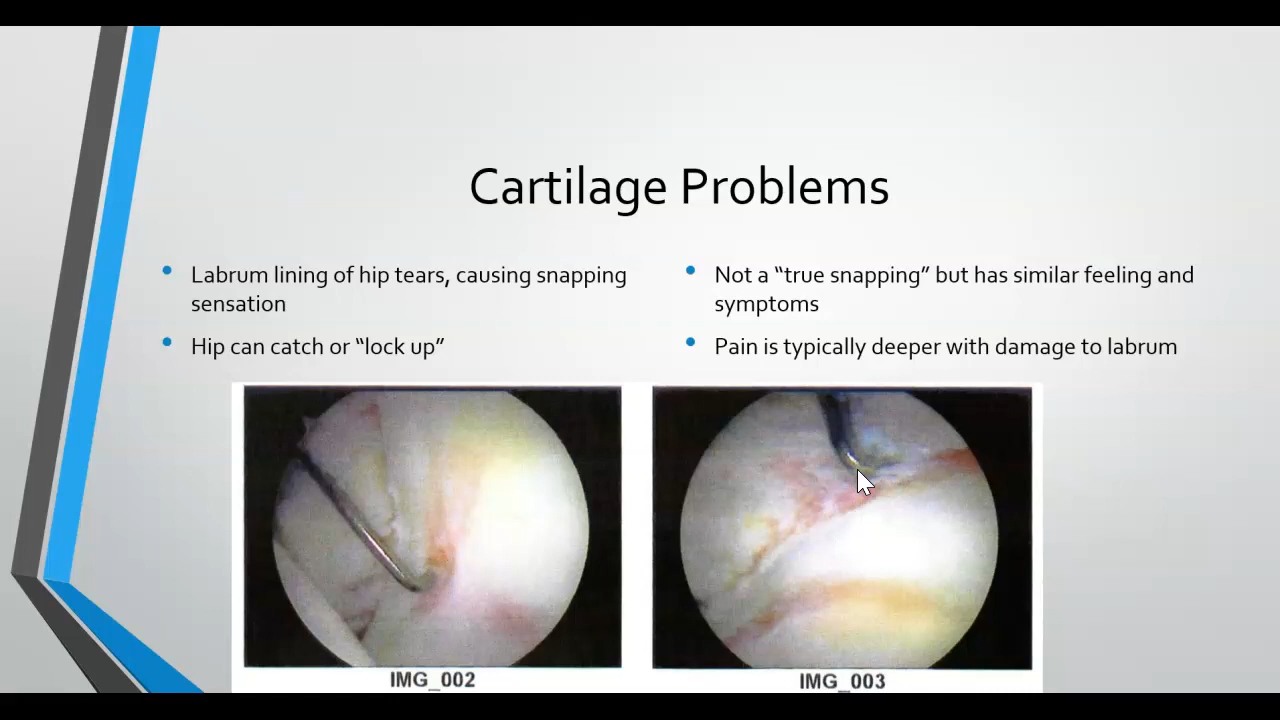 Cartilage Problems
Labrum lining of hip tears, causing snapping
sensation
Hip can catch or “lock up”
Not a “true snapping” but has similar feeling and
symptoms
Pain is typically deeper with damage to labrum
IMG_002
IMG_003